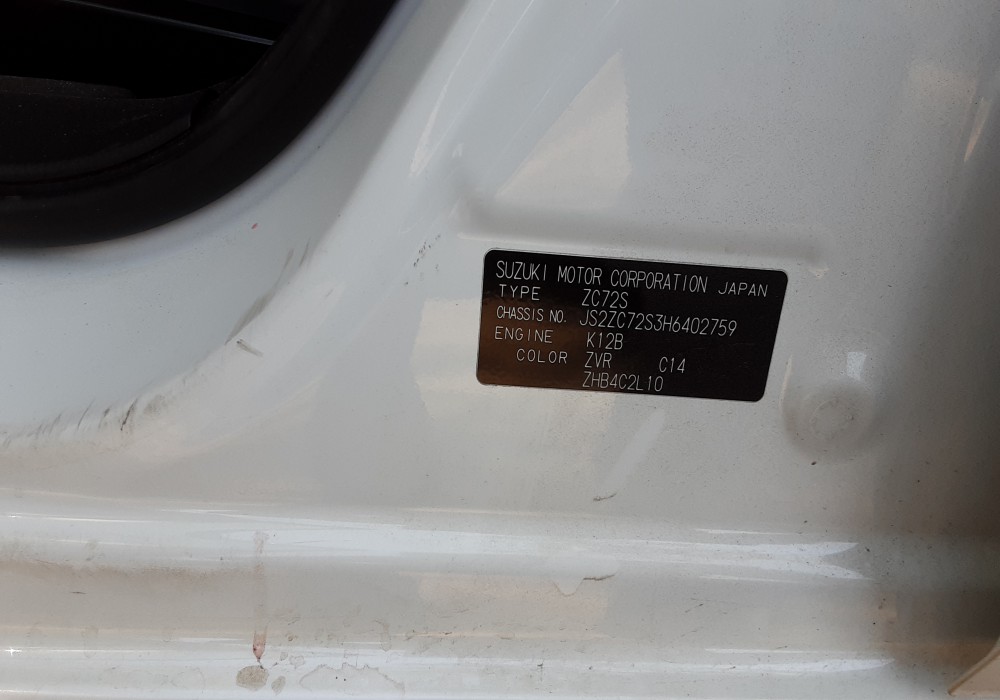 SUZUKI MOTOR CORPORATION JAPAN
TYPE ZC72S
CHASSIS NO. JS2ZC72S3H6402759
ENGINE K12B
COLOR ZVR C14
ZHB4C2L10